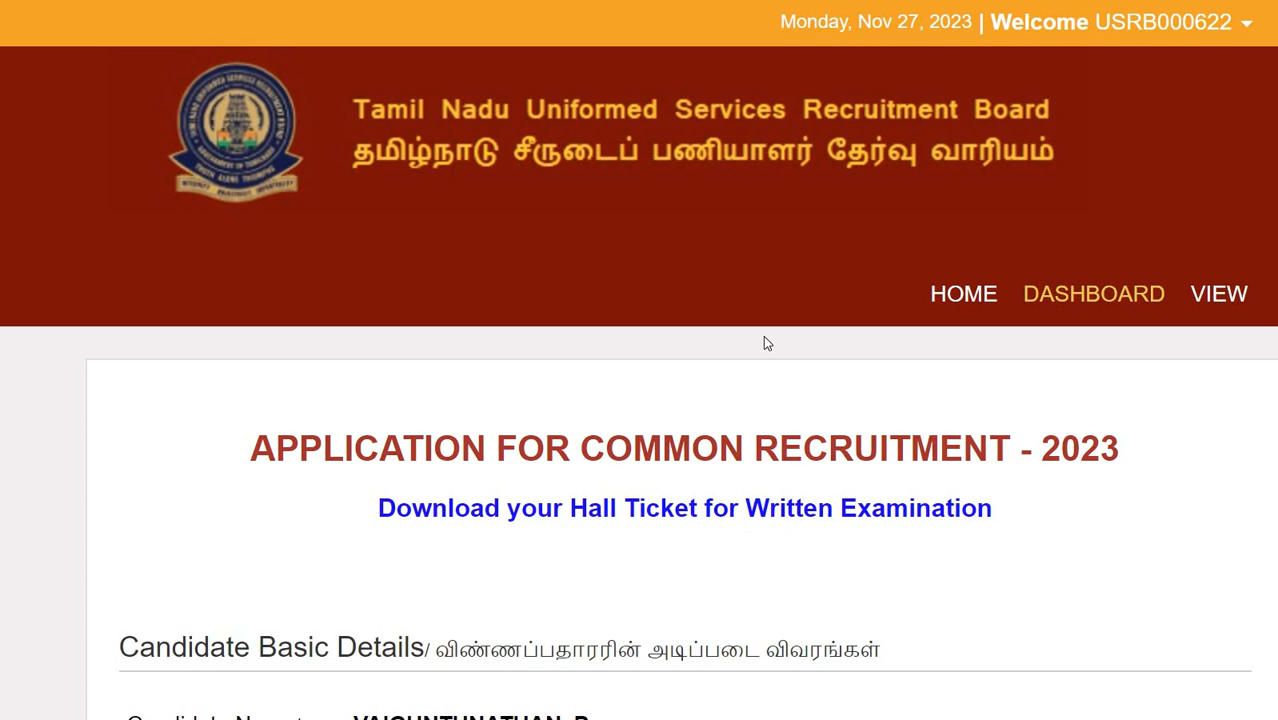 Monday, Nov 27, 2023 | Welcome USRB000622
Tamil Nadu Uniformed Services Recruitment Board
தமிழ்நாடு சீருடைப் பணியாளர் தேர்வு வாரியம்
HOME DASHBOARD VIEW
APPLICATION FOR COMMON RECRUITMENT - 2023
Download your Hall Ticket for Written Examination
Candidate Basic Details/ விண்ணப்பதாரரின் அடிப்படை விவரங்கள்